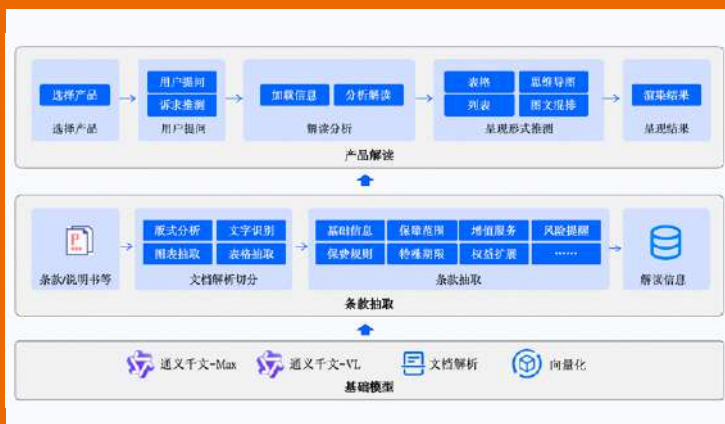 选择产品
用户提问
诉求推测
加载信息
分析解读
表格
思维导图
列表
图文混排
渲染结果
选择产品
用户提问
解读分析
呈现形式推测
呈现结果
产品解读
版式分析
文字识别
图表抽取
表格抽取
基础信息
保障范围
增值服务
风险提醒
保费规则
特殊期限
权益扩展
……
条款/说明书等
文档解析切分
条款抽取
解读信息
条款抽取
通义千文-Max
通义千文-VL
文档解析
向量化
基础模型